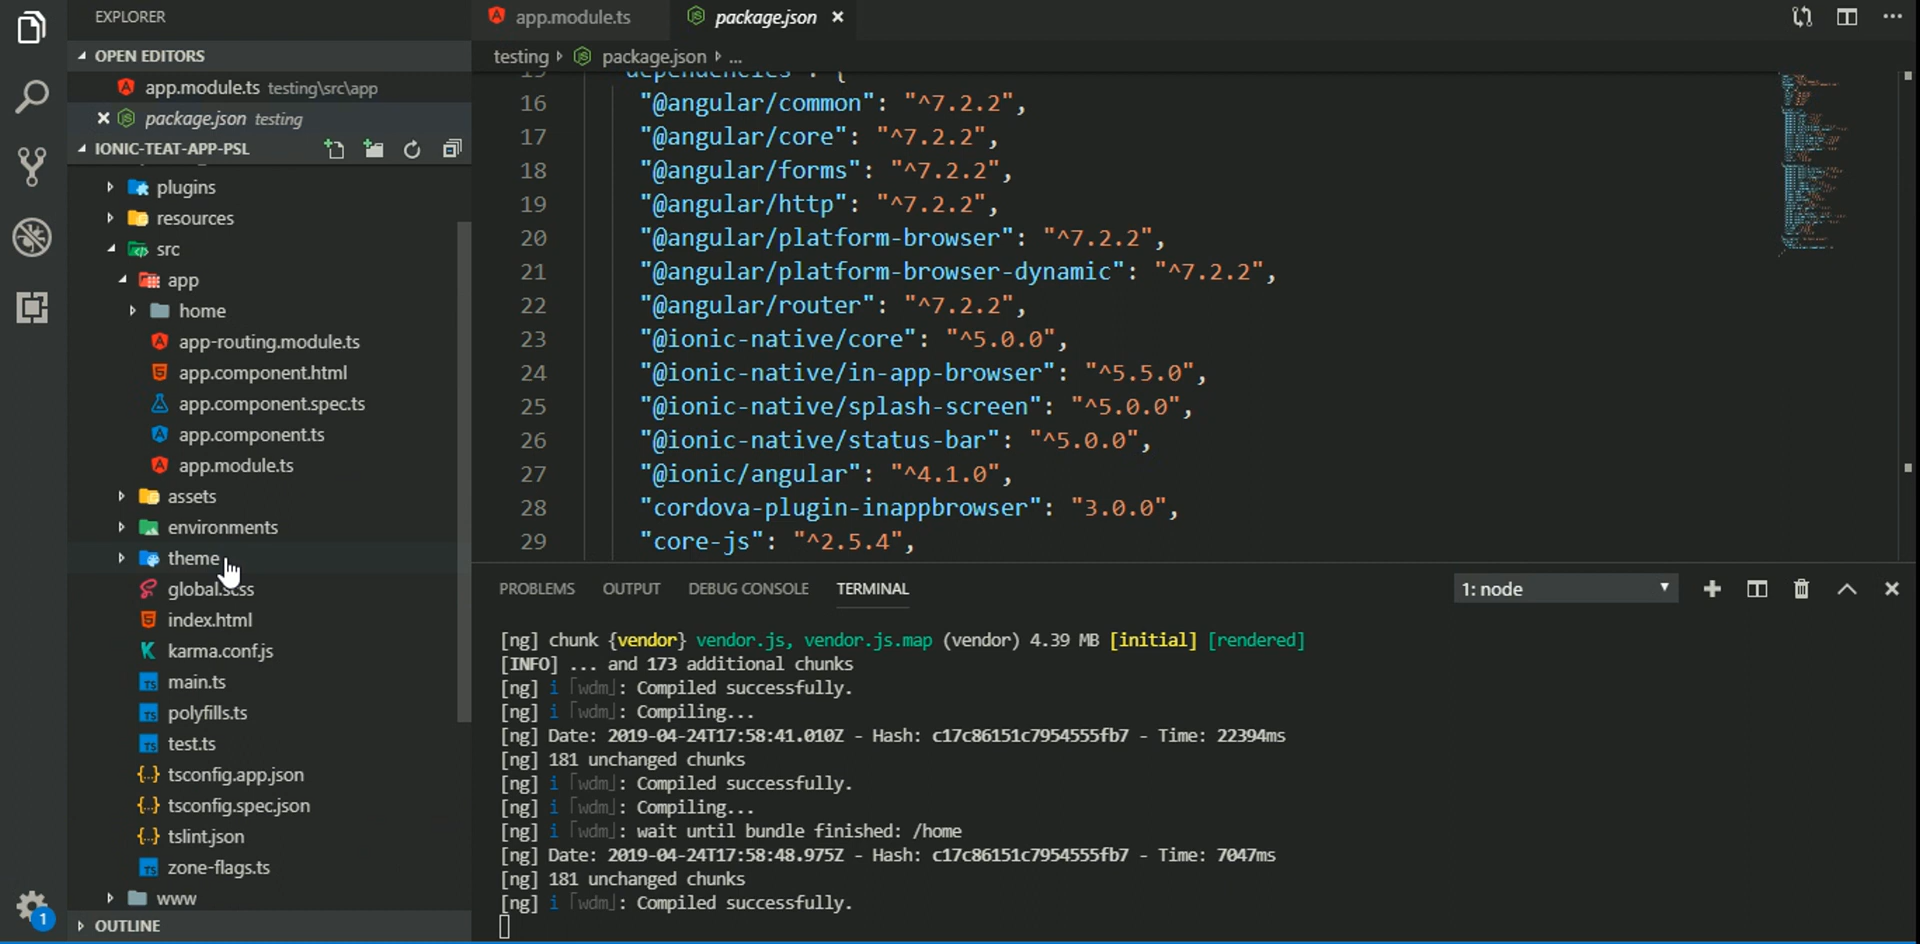 EXPLORER
OPEN EDITORS
app.module.ts testing\src\app
package.json testing
IONIC-TEAT-APP-PSL
plugins
resources
src
app
home
app-routing.module.ts
app.component.html
app.component.spec.ts
app.component.ts
app.module.ts
assets
environments
theme
global.scss
index.html
karma.conf.js
main.ts
polyfills.ts
test.ts
tsconfig.app.json
tsconfig.spec.json
tslint.json
zone-flags.ts
www
OUTLINE
1
app.module.ts
package.json
testing package.json ...
15 "dependencies": {
16 "@angular/common": "^7.2.2",
17 "@angular/core": "^7.2.2",
18 "@angular/forms": "^7.2.2",
19 "@angular/http": "^7.2.2",
20 "@angular/platform-browser": "^7.2.2",
21 "@angular/platform-browser-dynamic": "^7.2.2",
22 "@angular/router": "^7.2.2",
23 "@ionic-native/core": "^5.0.0",
24 "@ionic-native/in-app-browser": "^5.5.0",
25 "@ionic-native/splash-screen": "^5.0.0",
26 "@ionic-native/status-bar": "^5.0.0",
27 "@ionic/angular": "^4.1.0",
28 "cordova-plugin-inappbrowser": "3.0.0",
29 "core-js": "^2.5.4",
PROBLEMS OUTPUT DEBUG CONSOLE TERMINAL 1: node
[ng] chunk {vendor} vendor.js, vendor.js.map (vendor) 4.39 MB [initial] [rendered]
[INFO] ... and 173 additional chunks
[ng] i ｢wdm｣: Compiled successfully.
[ng] i ｢wdm｣: Compiling...
[ng] Date: 2019-04-24T17:58:41.010Z - Hash: c17c86151c7954555fb7 - Time: 22394ms
[ng] 181 unchanged chunks
[ng] i ｢wdm｣: Compiled successfully.
[ng] i ｢wdm｣: Compiling...
[ng] i ｢wdm｣: wait until bundle finished: /home
[ng] Date: 2019-04-24T17:58:48.975Z - Hash: c17c86151c7954555fb7 - Time: 7047ms
[ng] 181 unchanged chunks
[ng] i ｢wdm｣: Compiled successfully.